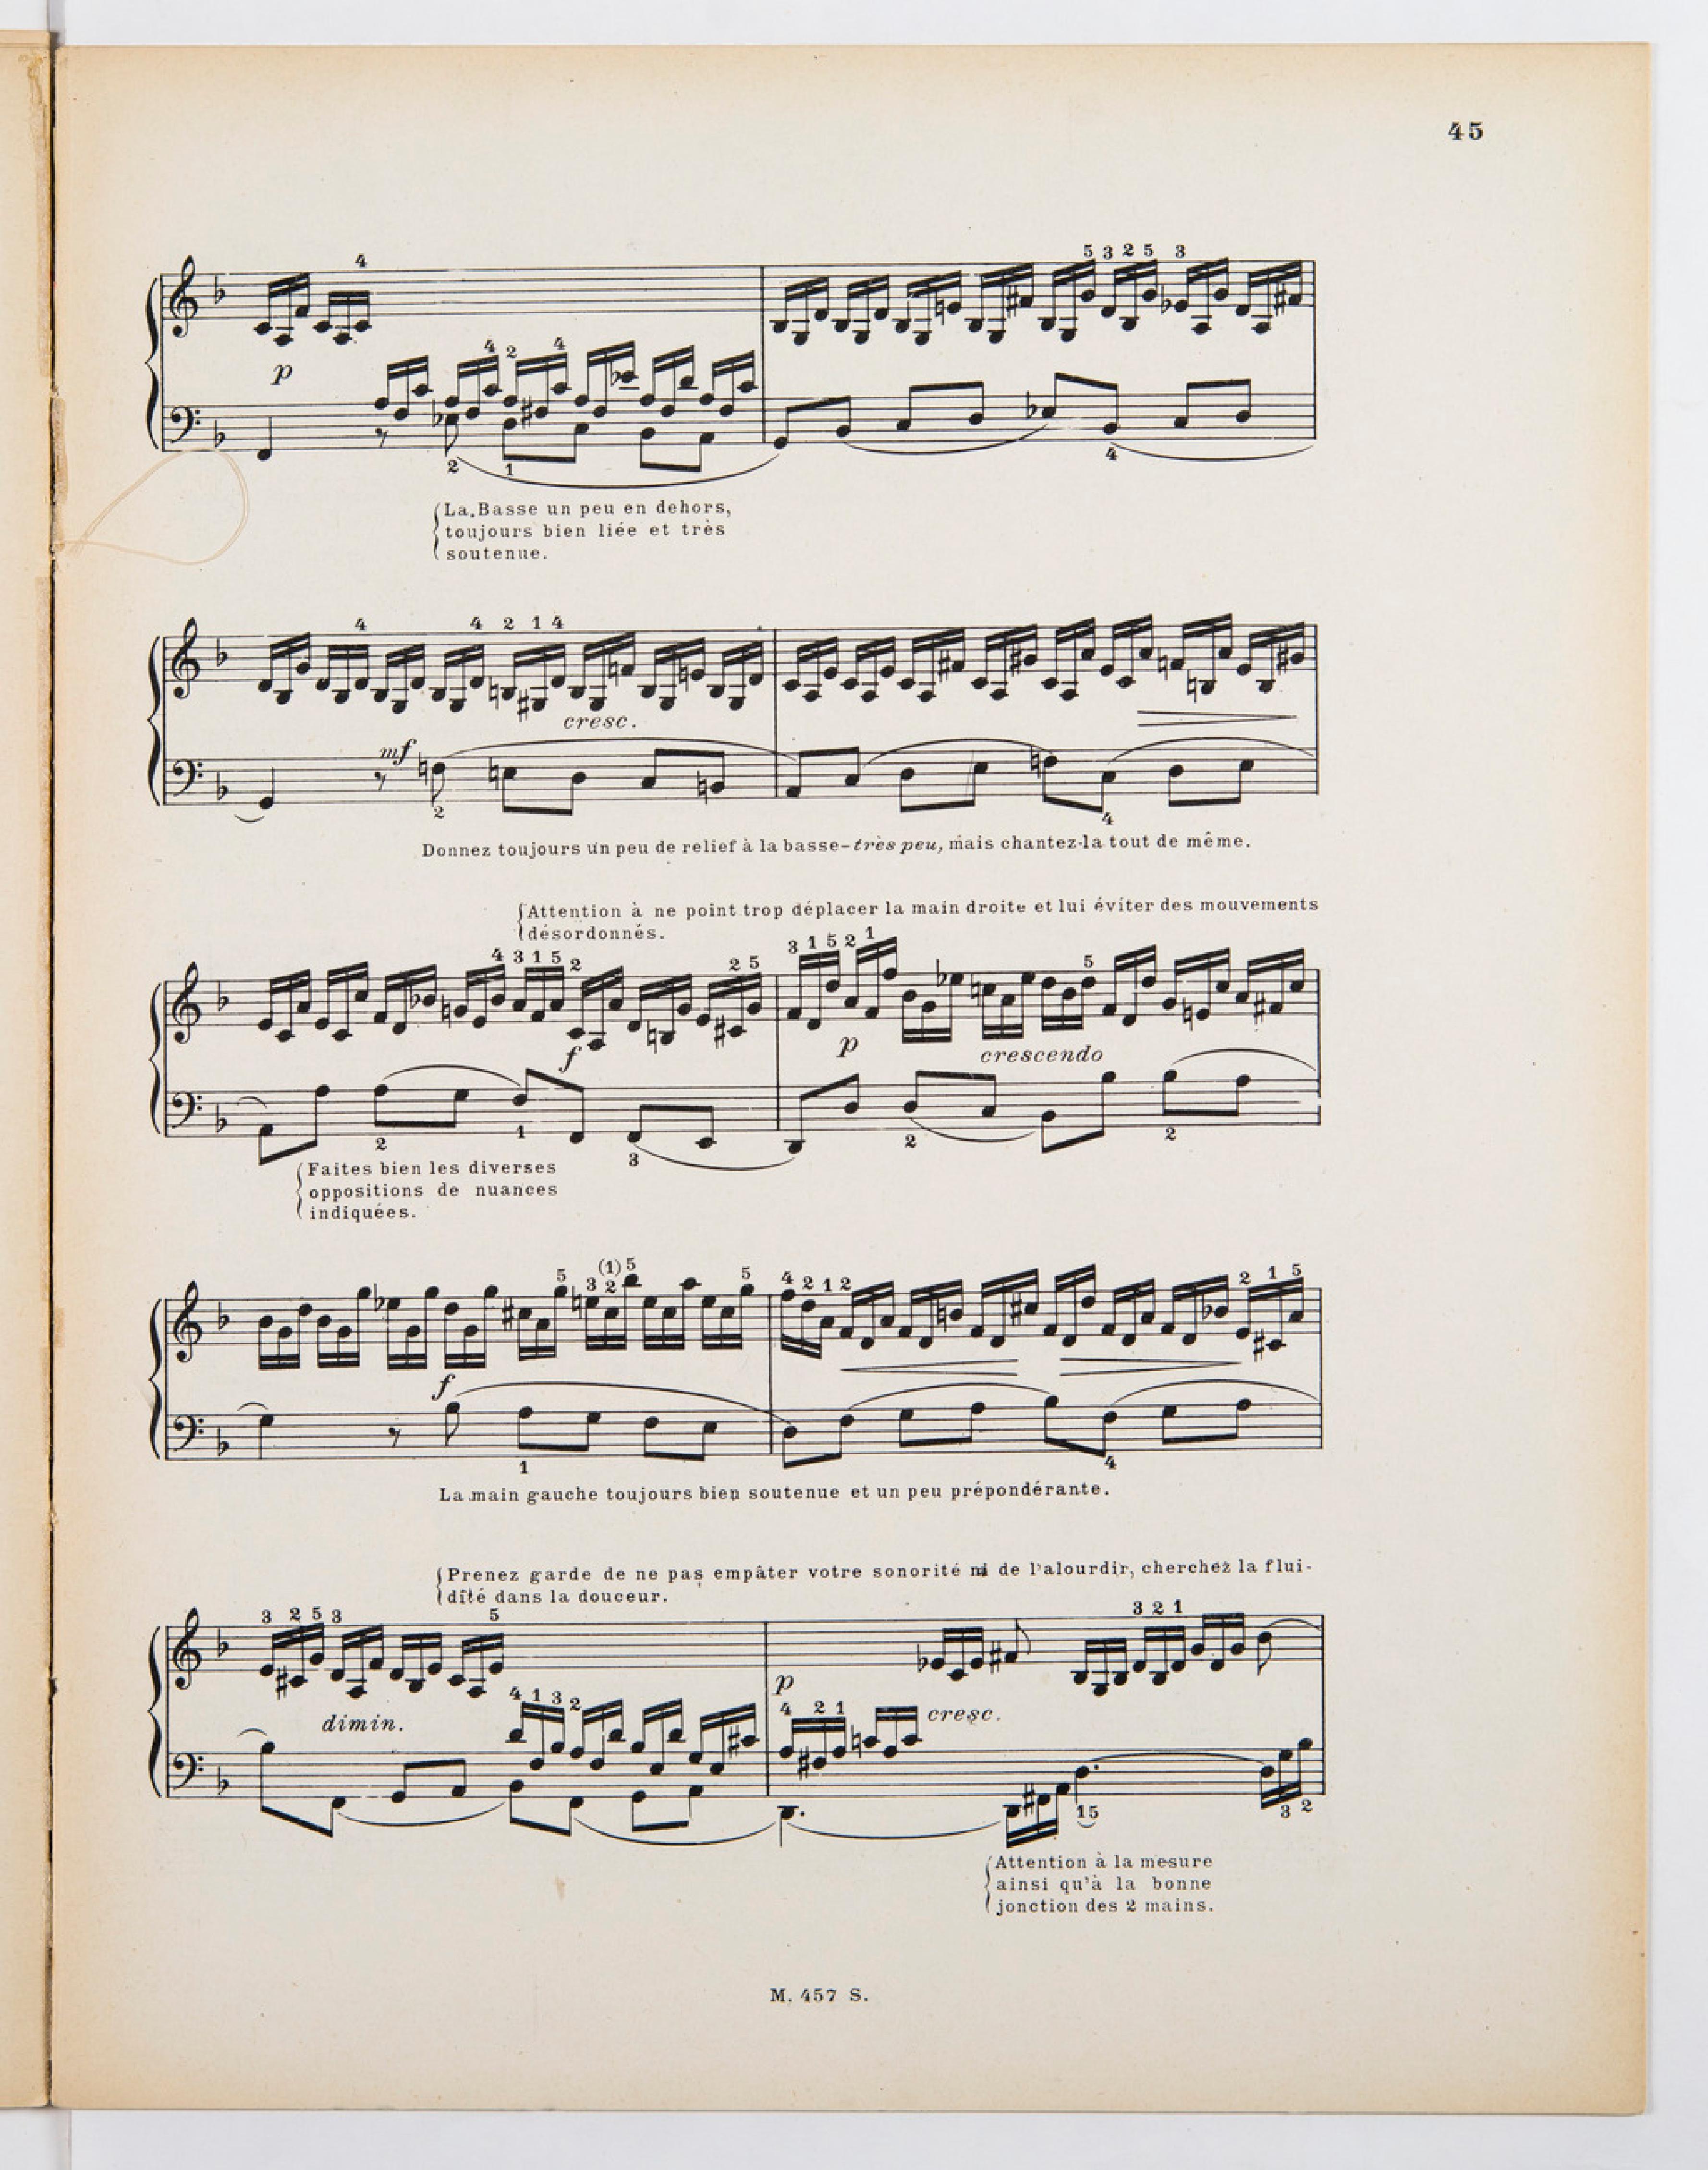 45
4
5 3 2 5 3
p
4 2 4
2 1
4
La Basse un peu en dehors,
toujours bien liée et très
soutenue.
4 4 2 1 4
cresc.
mf
2
4
Donnez toujours un peu de relief à la basse-très peu, mais chantez-la tout de même.
Attention à ne point trop déplacer la main droite et lui éviter des mouvements
désordonnés.
4 3 1 5 2 2 5 3 1 5 2 1 5
f p crescendo
2 1 3 2 2
Faites bien les diverses
oppositions de nuances
indiquées.
5 3 2 (1) 5 5 4 2 1 2 2 1 5
f
1 4
La main gauche toujours bien soutenue et un peu prépondérante.
Prenez garde de ne pas empâter votre sonorité ni de l'alourdir, cherchez la flui-
dité dans la douceur.
3 2 5 3 5 3 2 1
p
4 1 3 2 4 2 1
dimin. cresc.
15 3 2
Attention à la mesure
ainsi qu'à la bonne
jonction des 2 mains.
M. 457 S.